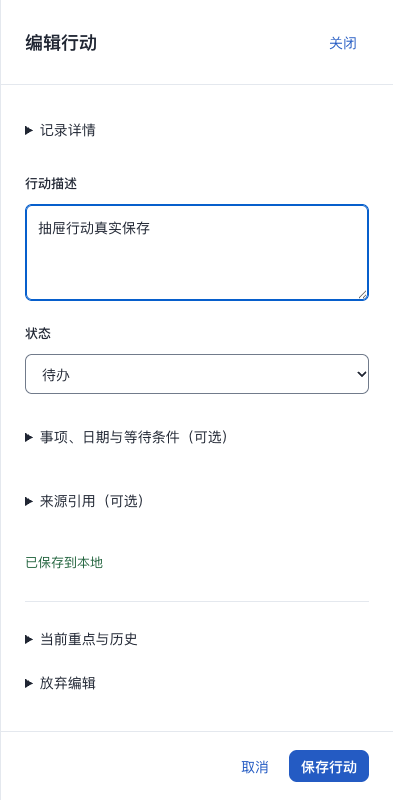 编辑行动
关闭
记录详情
行动描述
抽屉行动真实保存
状态
待办
事项、日期与等待条件（可选）
来源引用（可选）
已保存到本地
当前重点与历史
放弃编辑
取消
保存行动